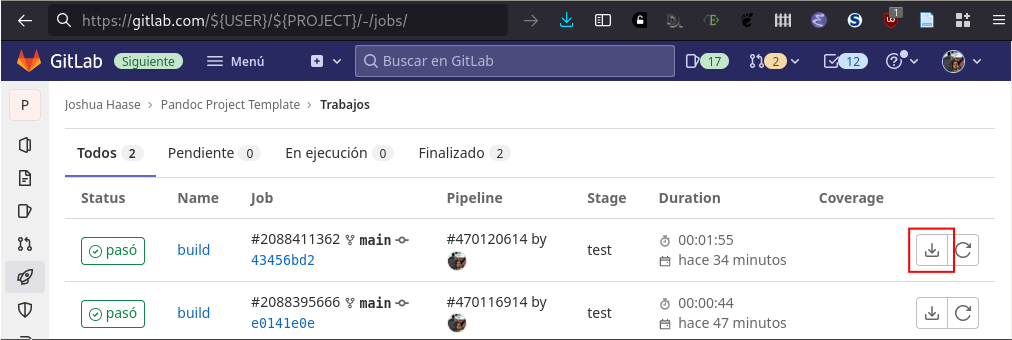 https://gitlab.com/${USER}/${PROJECT}/-/jobs/
1
GitLab Siguiente Menú Buscar en GitLab 17 2 12
P Joshua Haase › Pandoc Project Template › Trabajos
Todos 2 Pendiente 0 En ejecución 0 Finalizado 2
Status Name Job Pipeline Stage Duration Coverage
pasó build #2088411362 main #470120614 by test 00:01:55
43456bd2 hace 34 minutos
pasó build #2088395666 main #470116914 by test 00:00:44
e0141e0e hace 47 minutos